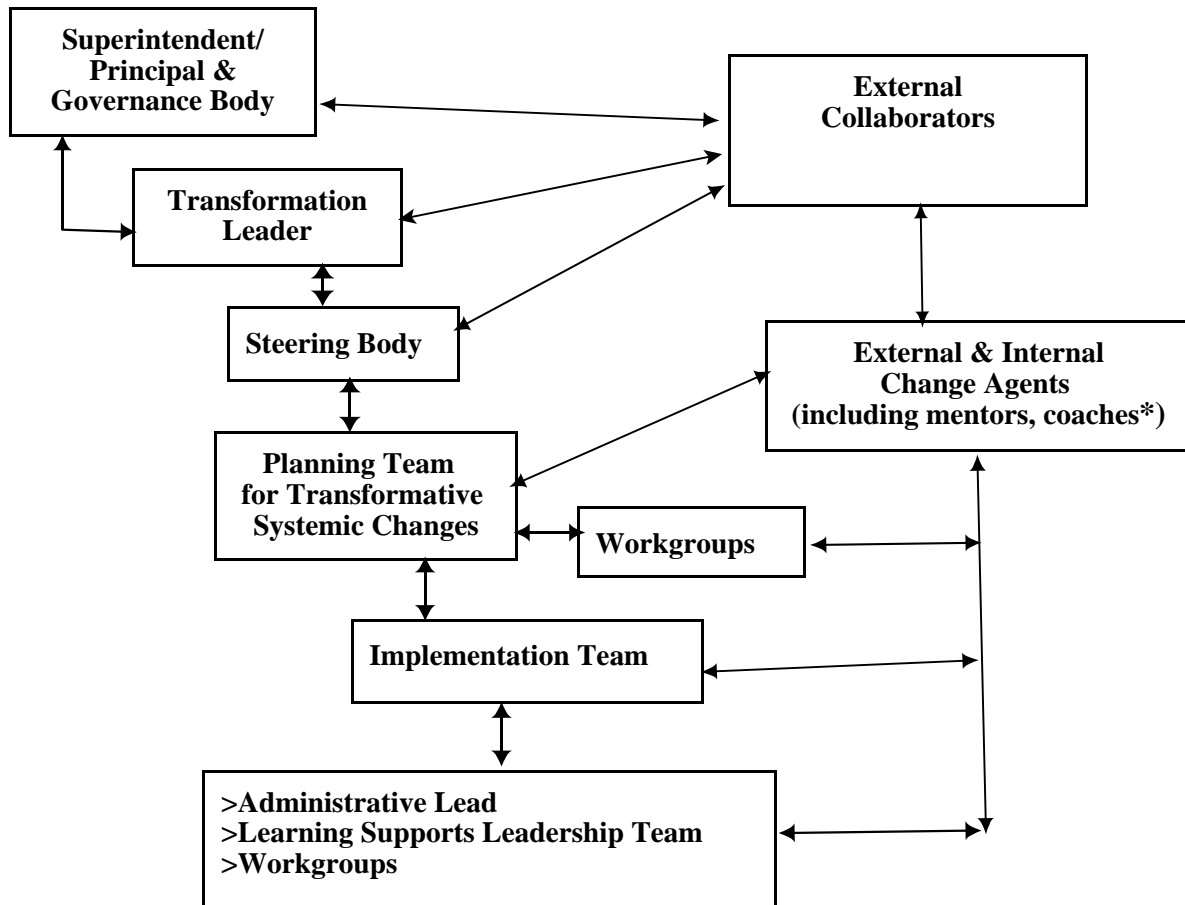 Superintendent/
Principal &
Governance Body
External
Collaborators
Transformation
Leader
Steering Body
External & Internal
Change Agents
(including mentors, coaches*)
Planning Team
for Transformative
Systemic Changes
Workgroups
Implementation Team
>Administrative Lead
>Learning Supports Leadership Team
>Workgroups